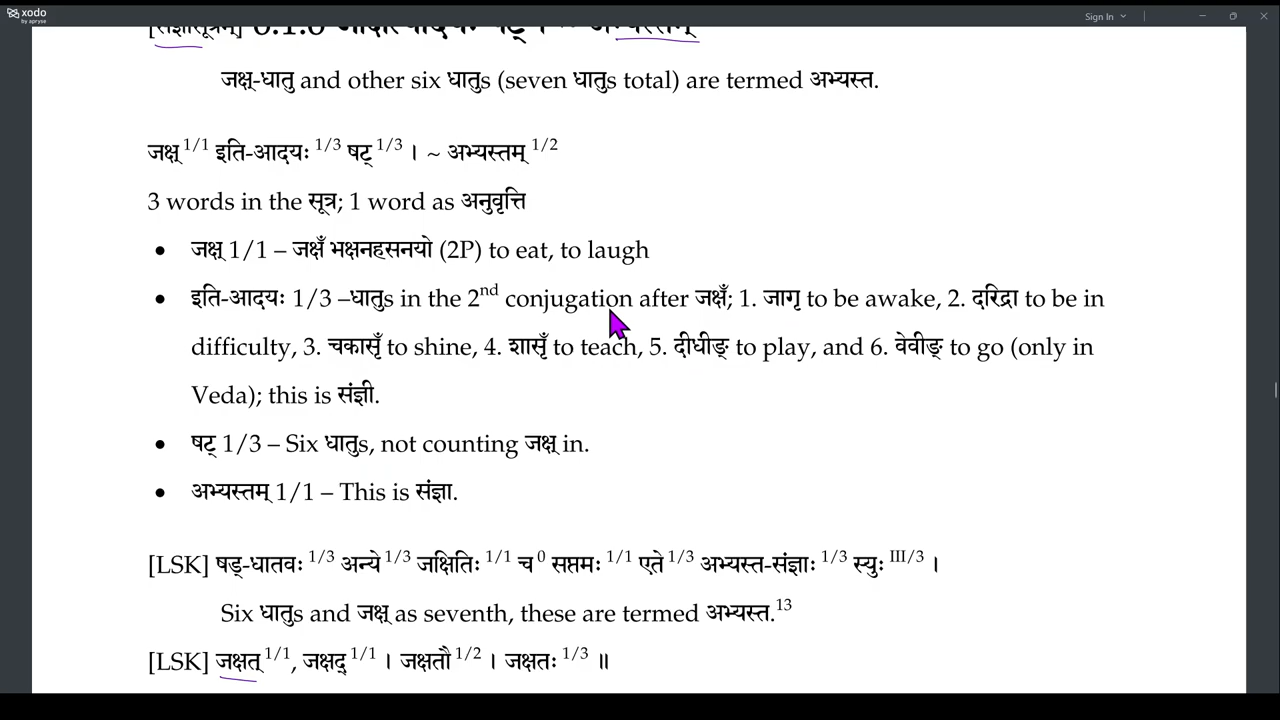 xodo
by apryse
Sign In
[संज्ञासूत्रम्] 6.1.6
जक्ष्-धातु and other six धातुs (seven धातुs total) are termed अभ्यस्त.
जक्ष् 1/1 इति-आदयः 1/3 षट् 1/3 । ~ अभ्यस्तम् 1/2
3 words in the सूत्र; 1 word as अनुवृत्ति
• जक्ष् 1/1 – जक्षँ भक्षनहसनयो (2P) to eat, to laugh
• इति-आदयः 1/3 –धातुs in the 2nd conjugation after जक्षँ; 1. जागृ to be awake, 2. दरिद्रा to be in
difficulty, 3. चकासृँ to shine, 4. शासुँ to teach, 5. दीधीङ् to play, and 6. वेवीङ् to go (only in
Veda); this is संज्ञी.
• षट् 1/3 – Six धातुs, not counting जक्ष् in.
• अभ्यस्तम् 1/1 – This is संज्ञा.
[LSK] षड्-धातवः 1/3 अन्ये 1/3 जक्षितिः 1/1 च 0 सप्तमः 1/1 एते 1/3 अभ्यस्त-संज्ञाः 1/3 स्युः III/3 ।
Six धातुs and जक्ष् as seventh, these are termed अभ्यस्त.13
[LSK] जक्षत् 1/1, जक्षद् 1/1 । जक्षतौ 1/2 । जक्षतः 1/3 ॥